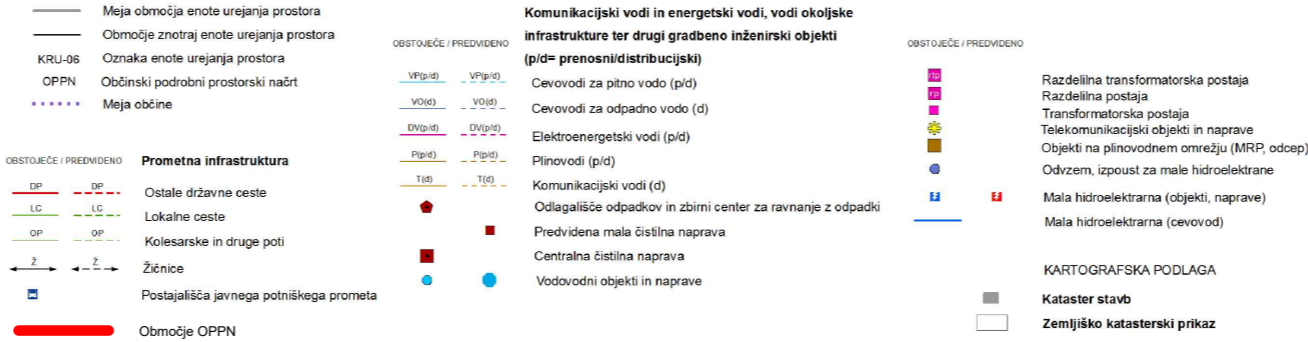 Meja območja enote urejanja prostora
Območje znotraj enote urejanja prostora
KRU-06 Oznaka enote urejanja prostora
OPPN Občinski podrobni prostorski načrt
Meja občine
OBSTOJEČE / PREDVIDENO Prometna infrastruktura
DP DP Ostale državne ceste
LC LC Lokalne ceste
OP OP Kolesarske in druge poti
Ž Ž Žičnice
Postajališča javnega potniškega prometa
Območje OPPN
Komunikacijski vodi in energetski vodi, vodi okoljske
infrastrukture ter drugi gradbeno inženirski objekti
(p/d= prenosni/distribucijski)
OBSTOJEČE / PREDVIDENO
VP(p/d) VP(p/d) Cevovodi za pitno vodo (p/d)
VO(d) VO(d) Cevovodi za odpadno vodo (d)
DV(p/d) DV(p/d) Elektroenergetski vodi (p/d)
P(p/d) P(p/d) Plinovodi (p/d)
T(d) T(d) Komunikacijski vodi (d)
Odlagališče odpadkov in zbirni center za ravnanje z odpadki
Predvidena mala čistilna naprava
Centralna čistilna naprava
Vodovodni objekti in naprave
OBSTOJEČE / PREDVIDENO
rtp Razdelilna transformatorska postaja
rp Razdelilna postaja
Transformatorska postaja
Telekomunikacijski objekti in naprave
Objekti na plinovodnem omrežju (MRP, odcep)
Odvzem, izpoust za male hidroelektrane
Mala hidroelektrarna (objekti, naprave)
Mala hidroelektrarna (cevovod)
KARTOGRAFSKA PODLAGA
Kataster stavb
Zemljiško katasterski prikaz